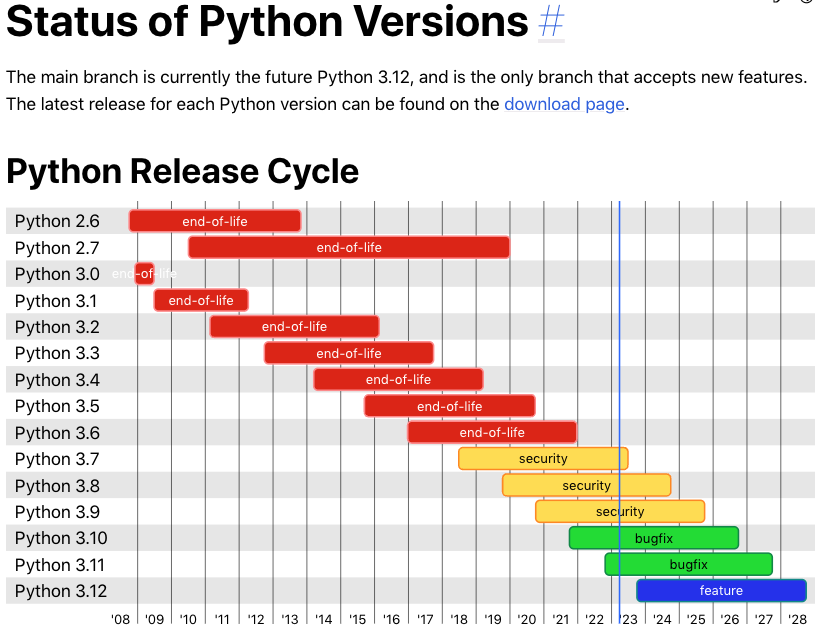 Status of Python Versions #
The main branch is currently the future Python 3.12, and is the only branch that accepts new features.
The latest release for each Python version can be found on the download page.
Python Release Cycle
Python 2.6 end-of-life
Python 2.7 end-of-life
Python 3.0 end-of-life
Python 3.1 end-of-life
Python 3.2 end-of-life
Python 3.3 end-of-life
Python 3.4 end-of-life
Python 3.5 end-of-life
Python 3.6 end-of-life
Python 3.7 security
Python 3.8 security
Python 3.9 security
Python 3.10 bugfix
Python 3.11 bugfix
Python 3.12 feature
'08 '09 '10 '11 '12 '13 '14 '15 '16 '17 '18 '19 '20 '21 '22 '23 '24 '25 '26 '27 '28